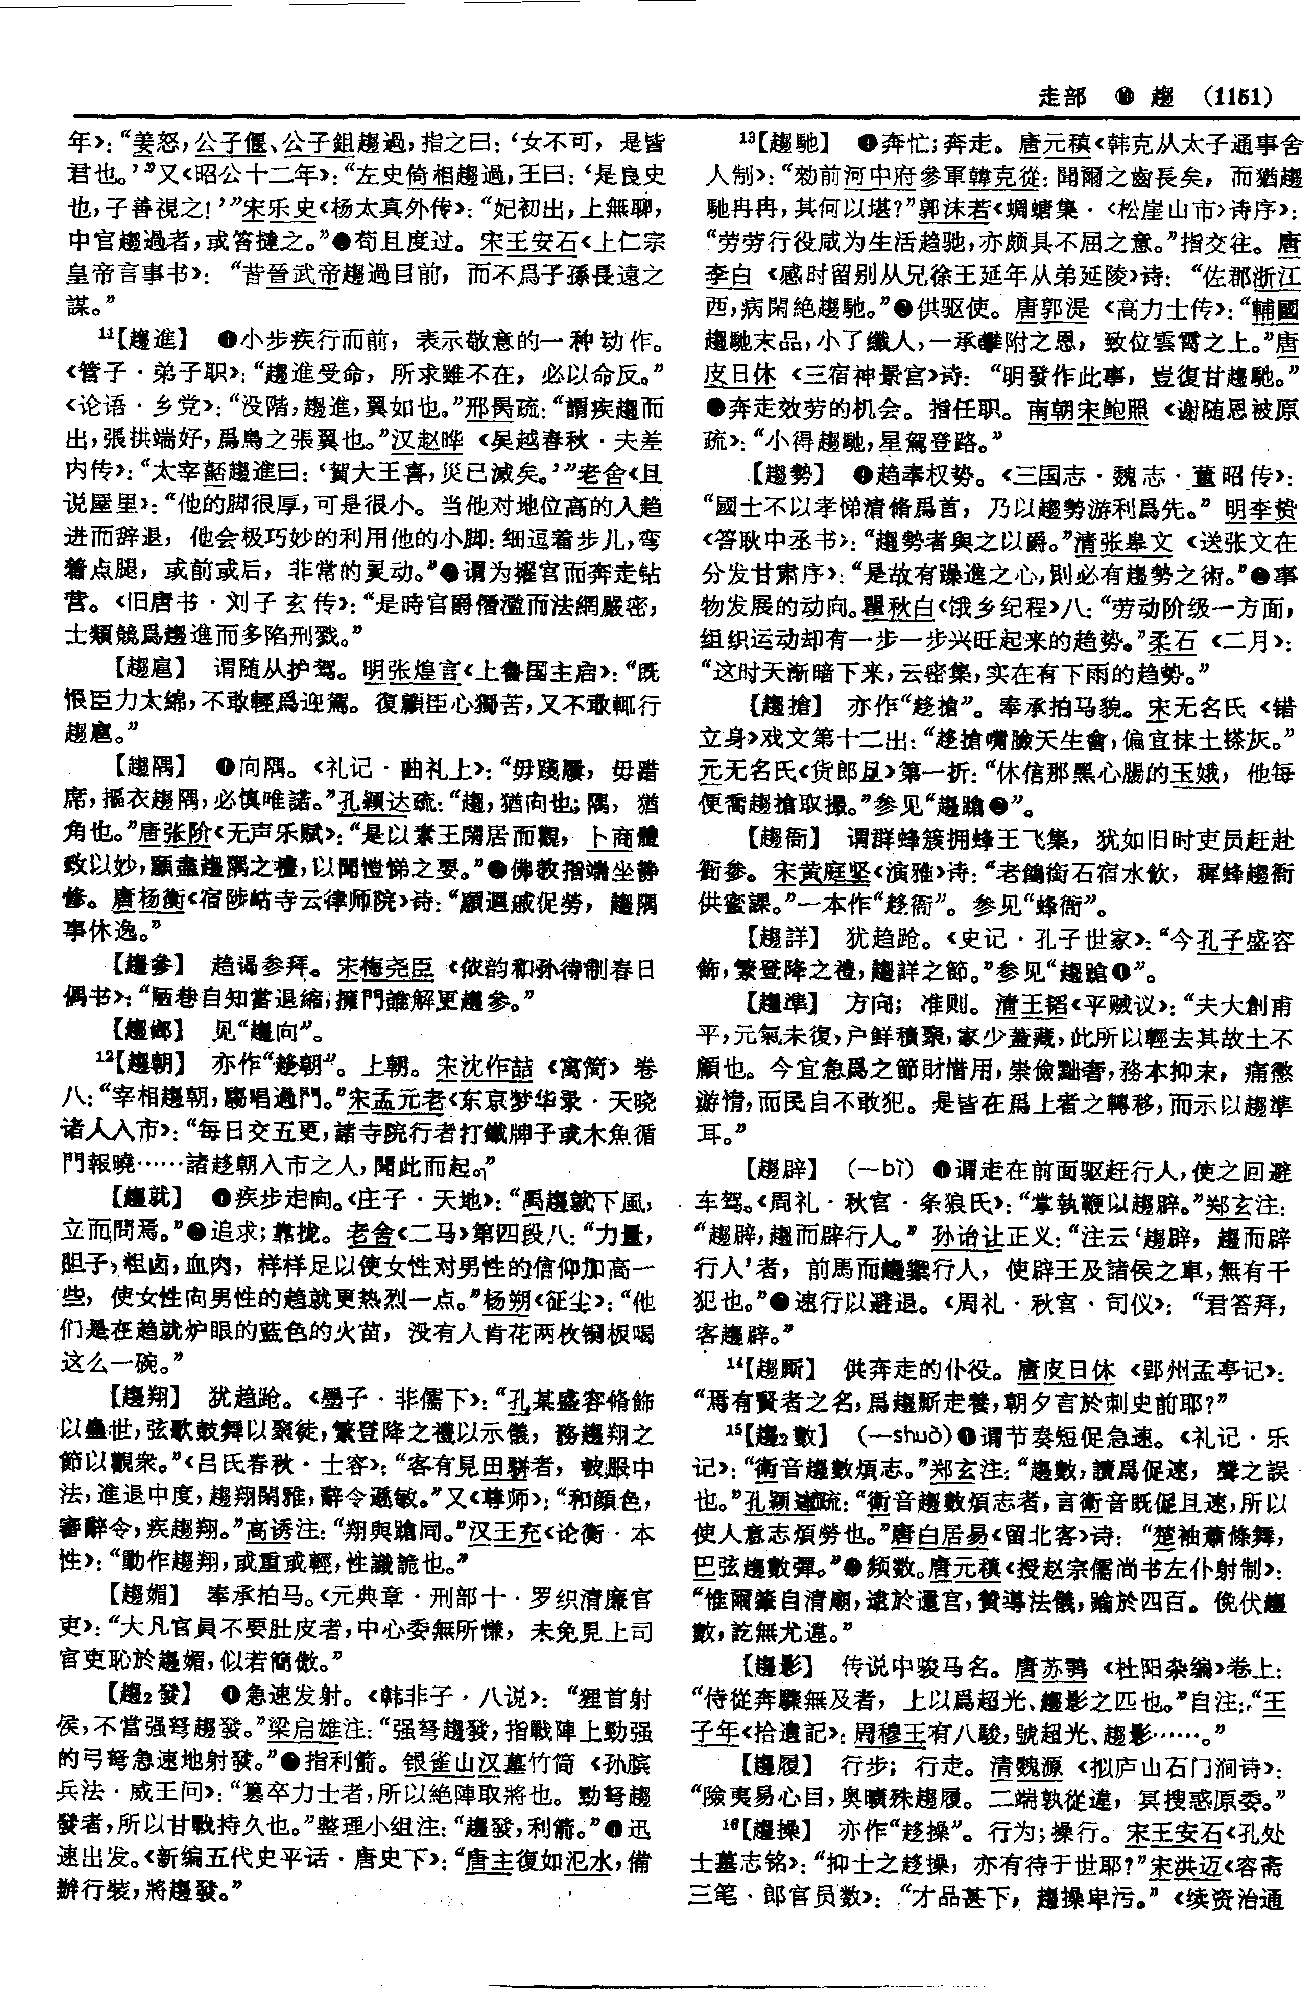 走部 ⑩ 趨 (1151)
年》：“姜怒，公子偃、公子鉏趨過，指之曰：‘女不可，是皆
君也。’”又《昭公十二年》：“左史倚相趨過，王曰：‘是良史
也，子善視之！’”宋乐史《杨太真外传》：“妃初出，上無聊，
中官趨過者，或笞撻之。”❷苟且度过。宋王安石《上仁宗
皇帝言事书》：“昔晉武帝趨過目前，而不爲子孫長遠之
謀。”
11【趨進】 ❶小步疾行而前，表示敬意的一种动作。
《管子·弟子职》：“趨進受命，所求雖不在，必以命反。”
《论语·乡党》：“没階，趨進，翼如也。”邢昺疏：“謂疾趨而
出，張拱端好，爲鳥之張翼也。”汉赵晔《吴越春秋·夫差
内传》：“太宰嚭趨進曰：‘賀大王喜，災已滅矣。’”老舍《且
说屋里》：“他的脚很厚，可是很小。当他对地位高的人趋
进而辞退，他会极巧妙的利用他的小脚：细逗着步儿，弯
着点腿，或前或后，非常的灵动。”❷谓为擢官而奔走钻
营。《旧唐书·刘子玄传》：“是時官爵僭濫而法網嚴密，
士類競爲趨進而多陷刑戮。”
【趨扈】 谓随从护驾。明张煌言《上鲁国主启》：“既
恨臣力太綿，不敢輕爲迎駕。復顧臣心獨苦，又不敢輒行
趨扈。”
【趨隅】 ❶向隅。《礼记·曲礼上》：“毋踐屨，毋踖
席，摳衣趨隅，必慎唯諾。”孔颖达疏：“趨，猶向也；隅，猶
角也。”唐张阶《无声乐赋》：“是以素王閑居而觀，卜商體
致以妙，願盡趨隅之禮，以聞愷悌之要。”❷佛教指端坐静
修。唐杨衡《宿陟岵寺云律师院》诗：“願迴戚促勞，趨隅
事休逸。”
【趨參】 趋谒参拜。宋梅尧臣《依韵和孙待制春日
偶书》：“陋巷自知當退縮，擁門誰解更趨參。”
【趨鄉】 见“趨向”。
12【趨朝】 亦作“趍朝”。上朝。宋沈作喆《寓简》卷
八：“宰相趨朝，騶唱過門。”宋孟元老《东京梦华录·天晓
诸人入市》：“每日交五更，諸寺院行者打鐵牌子或木魚循
門報曉……諸趍朝入市之人，聞此而起。”
【趨就】 ❶疾步走向。《庄子·天地》：“禹趨就下風，
立而問焉。”❷追求；靠拢。老舍《二马》第四段八：“力量，
胆子，粗卤，血肉，样样足以使女性对男性的信仰加高一
些，使女性向男性的趋就更热烈一点。”杨朔《征尘》：“他
们是在趋就炉眼的蓝色的火苗，没有人肯花两枚铜板喝
这么一碗。”
【趨翔】 犹趋跄。《墨子·非儒下》：“孔某盛容脩飾
以蠱世，弦歌鼓舞以聚徒，繁登降之禮以示儀，務趨翔之
節以觀衆。”《吕氏春秋·士容》：“客有見田駢者，被服中
法，進退中度，趨翔閑雅，辭令遜敏。”又《尊师》：“和顔色，
審辭令，疾趨翔。”高诱注：“翔與蹌同。”汉王充《论衡·本
性》：“動作趨翔，或重或輕，性識詭也。”
【趨媚】 奉承拍马。《元典章·刑部十·罗织清廉官
吏》：“大凡官員不要肚皮者，中心委無所慊，未免見上司
官吏恥於趨媚，似若簡傲。”
【趨₂發】 ❶急速发射。《韩非子·八说》：“貍首射
侯，不當强弩趨發。”梁启雄注：“强弩趨發，指戰陣上勁强
的弓弩急速地射發。”❷指利箭。银雀山汉墓竹简《孙膑
兵法·威王问》：“篡卒力士者，所以絶陣取將也。勁弩趨
發者，所以甘戰持久也。”整理小组注：“趨發，利箭。”❸迅
速出发。《新编五代史平话·唐史下》：“唐主復如汜水，備
辦行裝，將趨發。”
13【趨馳】 ❶奔忙；奔走。唐元稹《韩克从太子通事舍
人制》：“勑前河中府參軍韓克從：聞爾之齒長矣，而猶趨
馳冉冉，其何以堪？”郭沫若《蜩螗集·〈松崖山市〉诗序》：
“劳劳行役咸为生活趋驰，亦颇具不屈之意。”指交往。唐
李白《感时留别从兄徐王延年从弟延陵》诗：“佐郡浙江
西，病閑絶趨馳。”❷供驱使。唐郭湜《高力士传》：“輔國
趨馳末品，小了纖人，一承攀附之恩，致位雲霄之上。”唐
皮日休《三宿神景宫》诗：“明發作此事，豈復甘趨馳。”
❸奔走效劳的机会。指任职。南朝宋鲍照《谢随恩被原
疏》：“小得趨馳，星駕登路。”
【趨勢】 ❶趋奉权势。《三国志·魏志·董昭传》：
“國士不以孝悌清脩爲首，乃以趨勢游利爲先。”明李贽
《答耿中丞书》：“趨勢者與之以爵。”清张皋文《送张文在
分发甘肃序》：“是故有躁進之心，則必有趨勢之術。”❷事
物发展的动向。瞿秋白《饿乡纪程》八：“劳动阶级一方面，
组织运动却有一步一步兴旺起来的趋势。”柔石《二月》：
“这时天渐暗下来，云密集，实在有下雨的趋势。”
【趨搶】 亦作“趍搶”。奉承拍马貌。宋无名氏《错
立身》戏文第十二出：“趍搶嘴臉天生會，偏宜抹土搽灰。”
元无名氏《货郎旦》第一折：“休信那黑心腸的玉娥，他每
便喬趨搶取撮。”参见“趨蹌❷”。
【趨衙】 谓群蜂簇拥蜂王飞集，犹如旧时吏员赶赴
衙参。宋黄庭坚《演雅》诗：“老鶬銜石宿水飲，稺蜂趨衙
供蜜課。”一本作“趍衙”。参见“蜂衙”。
【趨詳】 犹趋跄。《史记·孔子世家》：“今孔子盛容
飾，繁登降之禮，趨詳之節。”参见“趨蹌❶”。
【趨準】 方向；准则。清王韬《平贼议》：“夫大創甫
平，元氣未復，户鮮積聚，家少蓋藏，此所以輕去其故土不
顧也。今宜急爲之節財惜用，崇儉黜奢，務本抑末，痛懲
游惰，而民自不敢犯。是皆在爲上者之轉移，而示以趨準
耳。”
【趨辟】 （—bì） ❶谓走在前面驱赶行人，使之回避
车驾。《周礼·秋官·条狼氏》：“掌執鞭以趨辟。”郑玄注：
“趨辟，趨而辟行人。”孙诒让正义：“注云‘趨辟，趨而辟
行人’者，前馬而趨禦行人，使辟王及諸侯之車，無有干
犯也。”❷速行以避退。《周礼·秋官·司仪》：“君答拜，
客趨辟。”
14【趨厮】 供奔走的仆役。唐皮日休《郢州孟亭记》：
“焉有賢者之名，爲趨厮走養，朝夕言於刺史前耶？”
15【趨₂數】 （—shuò）❶谓节奏短促急速。《礼记·乐
记》：“衛音趨數煩志。”郑玄注：“趨數，讀爲促速，聲之誤
也。”孔颖达疏：“衛音趨數煩志者，言衛音既促且速，所以
使人意志煩勞也。”唐白居易《留北客》诗：“楚袖蕭條舞，
巴弦趨數彈。”❷频数。唐元稹《授赵宗儒尚书左仆射制》：
“惟爾肇自清廟，逮於還宫，贊導法儀，踰於四百。俛伏趨
數，訖無尤違。”
【趨影】 传说中骏马名。唐苏鹗《杜阳杂编》卷上：
“侍從奔驟無及者，上以爲超光、趨影之匹也。”自注：“王
子年《拾遺記》：周穆王有八駿，號超光、趨影……。”
【趨履】 行步；行走。清魏源《拟庐山石门涧诗》：
“險夷易心目，奥曠殊趨履。二端孰從違，冥搜惑原委。”
16【趨操】 亦作“趍操”。行为；操行。宋王安石《孔处
士墓志铭》：“抑士之趍操，亦有待于世耶？”宋洪迈《容斋
三笔·郎官员数》：“才品甚下，趨操卑污。”《续资治通